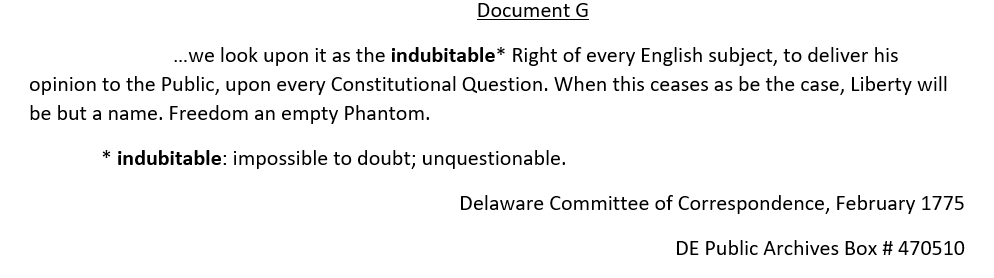 Document G
...we look upon it as the indubitable* Right of every English subject, to deliver his
opinion to the Public, upon every Constitutional Question. When this ceases as be the case, Liberty will
be but a name. Freedom an empty Phantom.
* indubitable: impossible to doubt; unquestionable.
Delaware Committee of Correspondence, February 1775
DE Public Archives Box # 470510